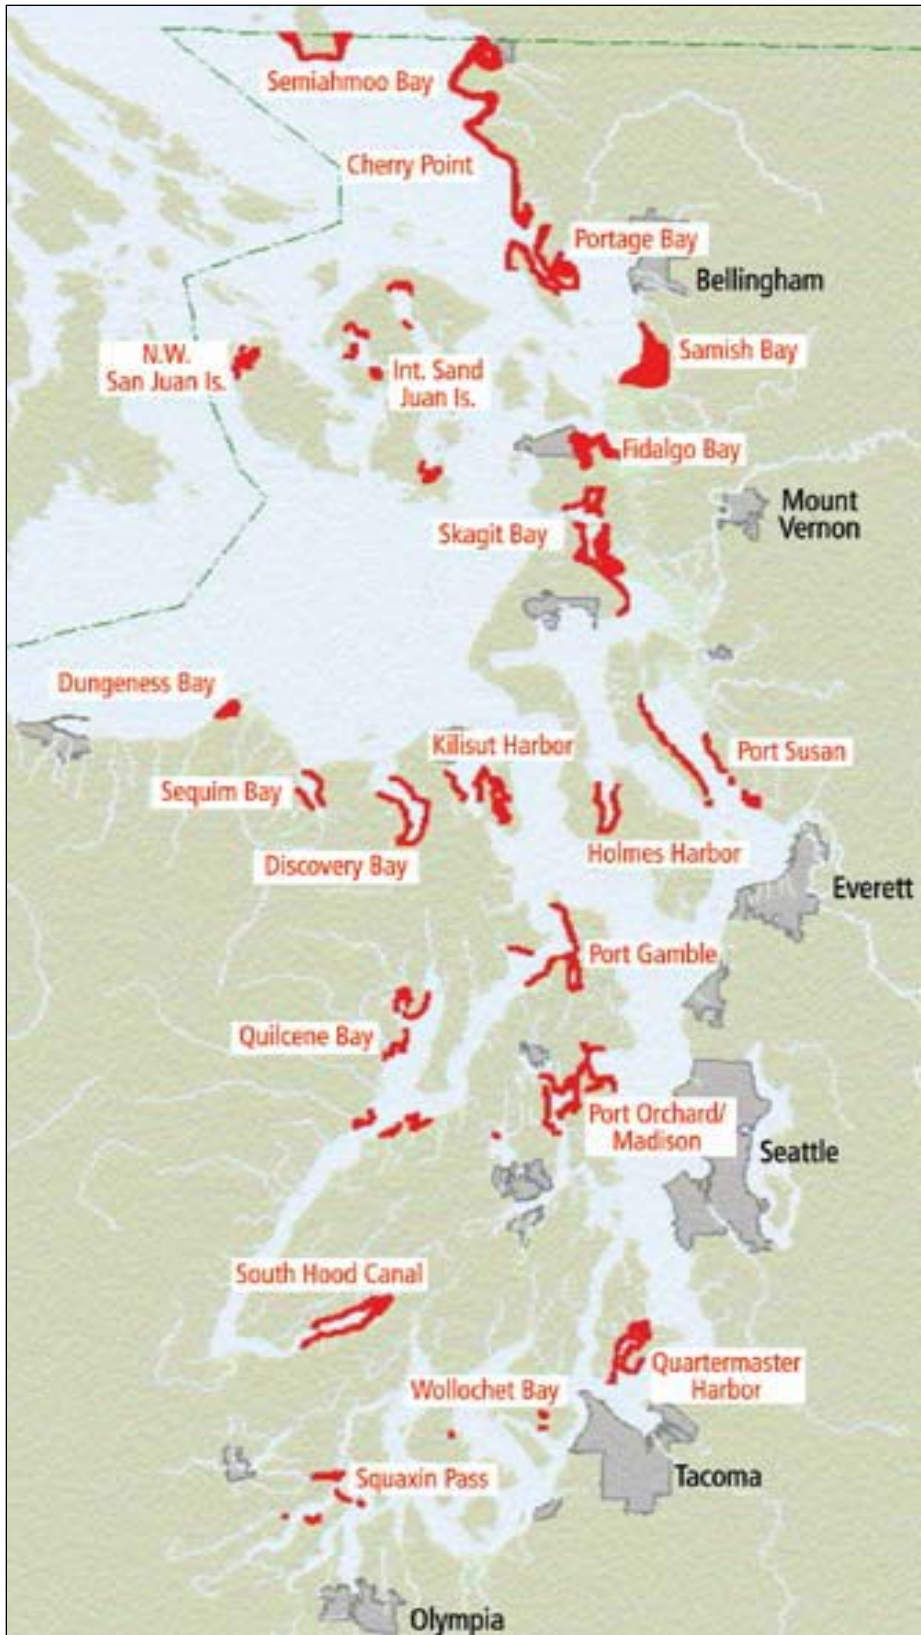 Semiahmoo Bay
Cherry Point
Portage Bay
Bellingham
N.W.
San Juan Is.
Int. Sand
Juan Is.
Samish Bay
Fidalgo Bay
Mount
Vernon
Skagit Bay
Dungeness Bay
Killisut Harbor
Port Susan
Sequim Bay
Discovery Bay
Holmes Harbor
Everett
Port Gamble
Quilcene Bay
Port Orchard/
Madison
Seattle
South Hood Canal
Quartermaster
Harbor
Wollochet Bay
Squaxin Pass
Tacoma
Olympia